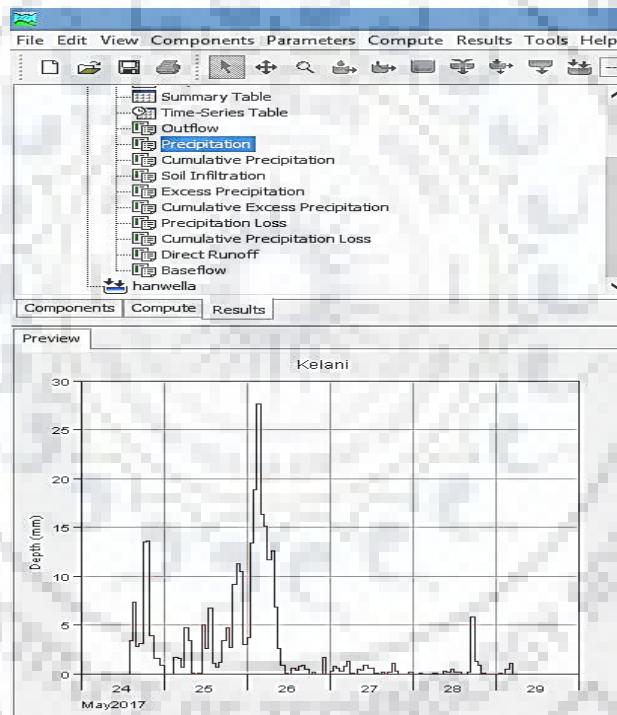 File Edit View Components Parameters Compute Results Tools Help
Summary Table
Time-Series Table
Outflow
Precipitation
Cumulative Precipitation
Soil Infiltration
Excess Precipitation
Cumulative Excess Precipitation
Precipitation Loss
Cumulative Precipitation Loss
Direct Runoff
Baseflow
hanwella
Components Compute Results
Preview
Kelani
30
25
20
15
10
5
0
Depth (mm)
24 25 26 27 28 29
May2017